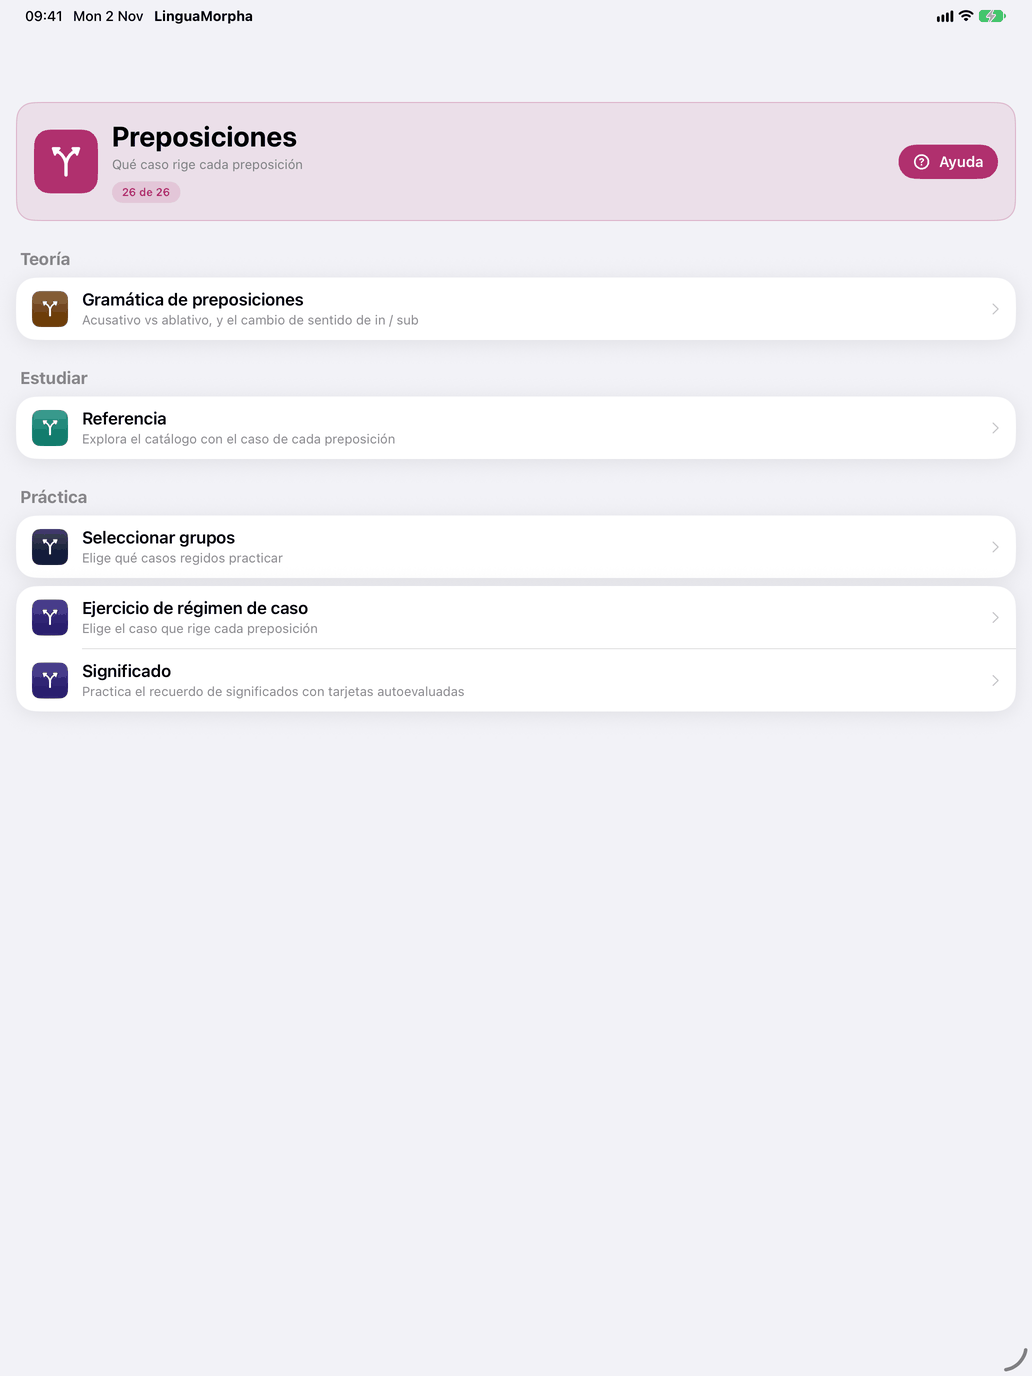 09:41 Mon 2 Nov LinguaMorpha
Preposiciones
Qué caso rige cada preposición
26 de 26
Ayuda
Teoría
Gramática de preposiciones
Acusativo vs ablativo, y el cambio de sentido de in / sub
Estudiar
Referencia
Explora el catálogo con el caso de cada preposición
Práctica
Seleccionar grupos
Elige qué casos regidos practicar
Ejercicio de régimen de caso
Elige el caso que rige cada preposición
Significado
Practica el recuerdo de significados con tarjetas autoevaluadas